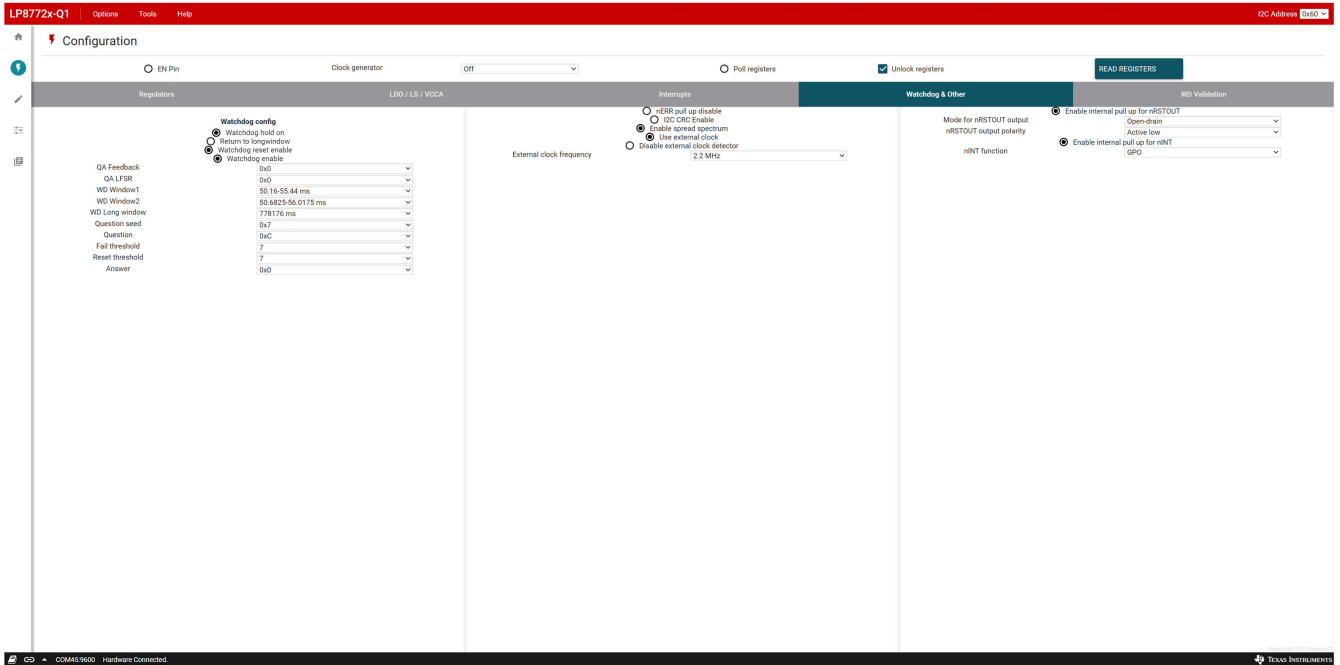 LP8772x-Q1 Options Tools Help I2C Address 0x60
Configuration
EN Pin Clock generator Off Poll registers Unlock registers READ REGISTERS
Regulators LDO / LS / VCCA Interrupts Watchdog & Other WD Validation
Watchdog config
Watchdog hold on
Return to longwindow
Watchdog reset enable
Watchdog enable
QA Feedback 0x0
QA LFSR 0x0
WD Window1 50.16-55.44 ms
WD Window2 50.6825-56.0175 ms
WD Long window 778176 ms
Question seed 0x7
Question 0xC
Fail threshold 7
Reset threshold 7
Answer 0x0
nERR pull up disable
I2C CRC Enable
Enable spread spectrum
Use external clock
Disable external clock detector
External clock frequency 2.2 MHz
Enable internal pull up for nRSTOUT
Mode for nRSTOUT output Open-drain
nRSTOUT output polarity Active low
Enable internal pull up for nINT
nINT function GPO
COM45:9600 Hardware Connected.
TEXAS INSTRUMENTS